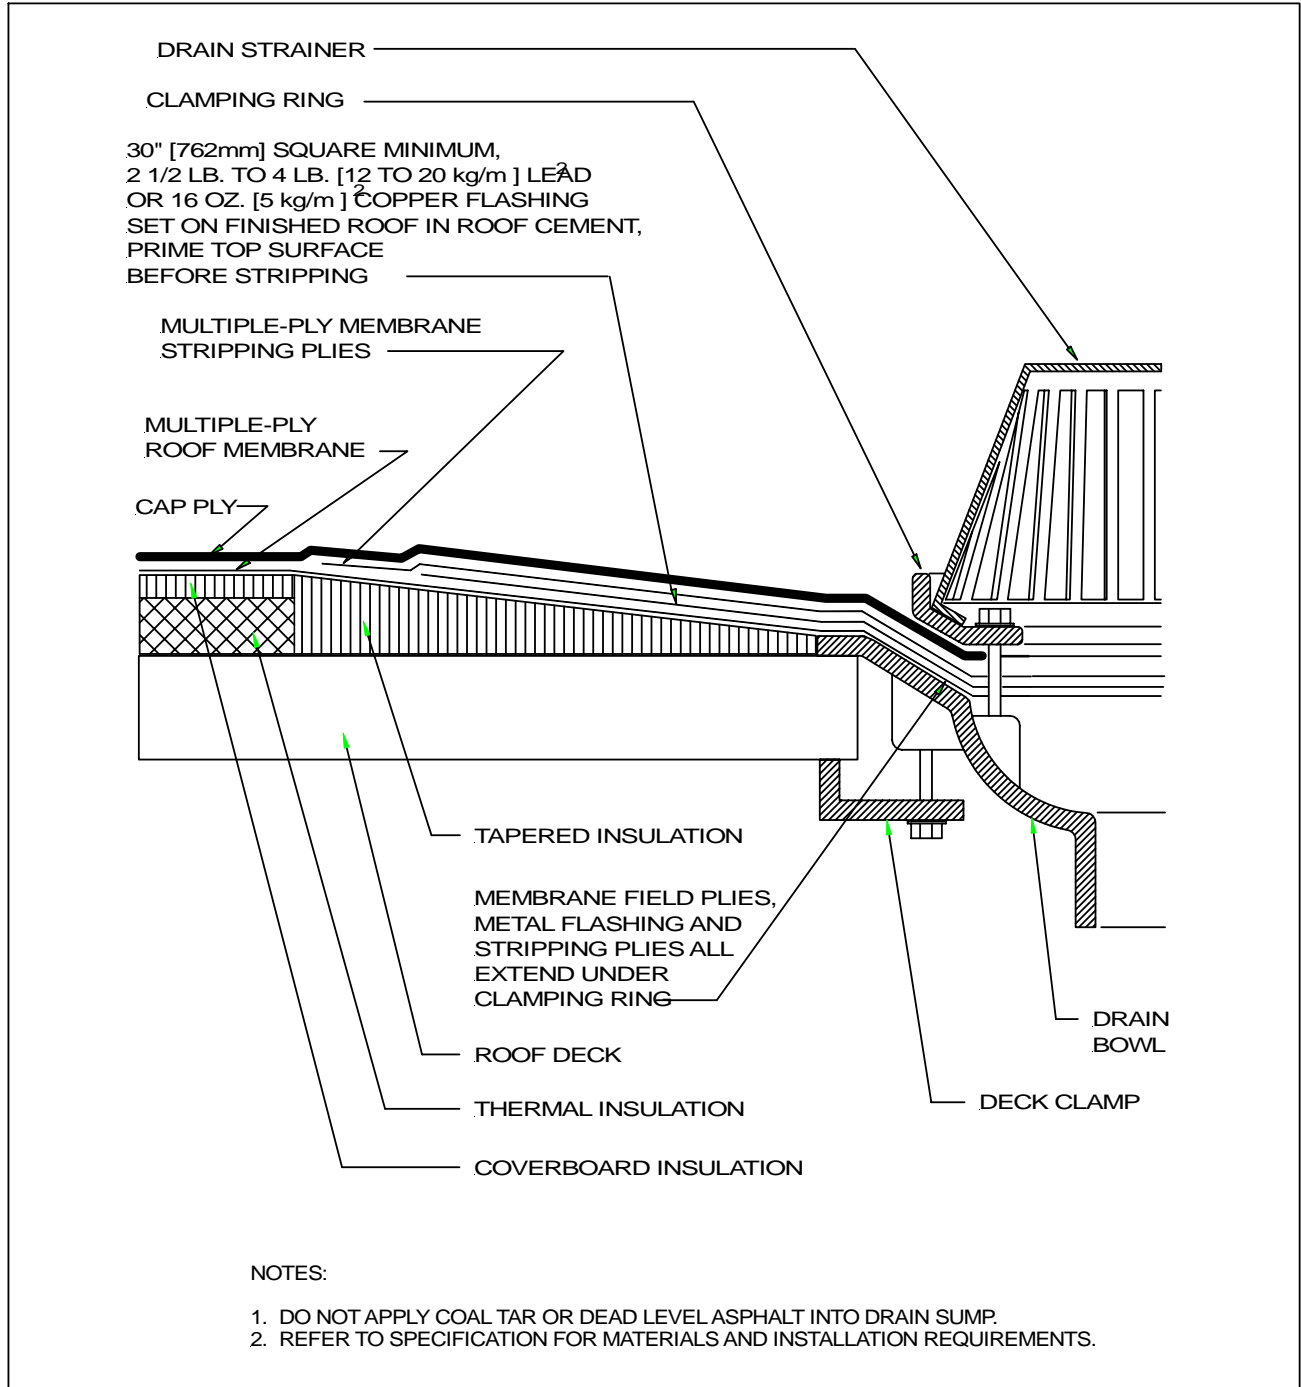 DRAIN STRAINER
CLAMPING RING
30" [762mm] SQUARE MINIMUM,
2 1/2 LB. TO 4 LB. [12 TO 20 kg/m²] LEAD
OR 16 OZ. [5 kg/m²] COPPER FLASHING
SET ON FINISHED ROOF IN ROOF CEMENT,
PRIME TOP SURFACE
BEFORE STRIPPING
MULTIPLE-PLY MEMBRANE
STRIPPING PLIES
MULTIPLE-PLY
ROOF MEMBRANE
CAP PLY
TAPERED INSULATION
MEMBRANE FIELD PLIES,
METAL FLASHING AND
STRIPPING PLIES ALL
EXTEND UNDER
CLAMPING RING
DRAIN
BOWL
ROOF DECK
DECK CLAMP
THERMAL INSULATION
COVERBOARD INSULATION
NOTES:
1. DO NOT APPLY COAL TAR OR DEAD LEVEL ASPHALT INTO DRAIN SUMP.
2. REFER TO SPECIFICATION FOR MATERIALS AND INSTALLATION REQUIREMENTS.